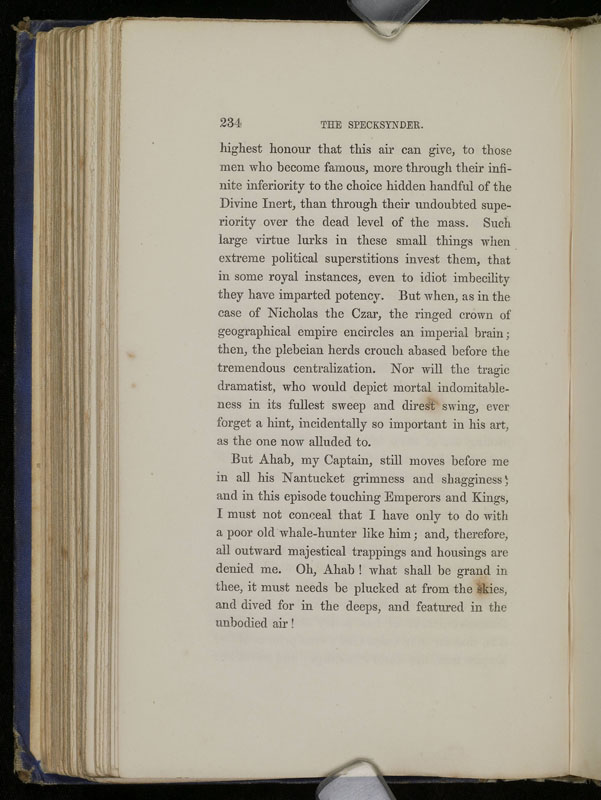 234 THE SPECKSYNDER.
highest honour that this air can give, to those
men who become famous, more through their infi-
nite inferiority to the choice hidden handful of the
Divine Inert, than through their undoubted supe-
riority over the dead level of the mass. Such
large virtue lurks in these small things when
extreme political superstitions invest them, that
in some royal instances, even to idiot imbecility
they have imparted potency. But when, as in the
case of Nicholas the Czar, the ringed crown of
geographical empire encircles an imperial brain;
then, the plebeian herds crouch abased before the
tremendous centralization. Nor will the tragic
dramatist, who would depict mortal indomitable-
ness in its fullest sweep and direst swing, ever
forget a hint, incidentally so important in his art,
as the one now alluded to.
But Ahab, my Captain, still moves before me
in all his Nantucket grimness and shagginess;
and in this episode touching Emperors and Kings,
I must not conceal that I have only to do with
a poor old whale-hunter like him; and, therefore,
all outward majestical trappings and housings are
denied me. Oh, Ahab! what shall be grand in
thee, it must needs be plucked at from the skies,
and dived for in the deeps, and featured in the
unbodied air!